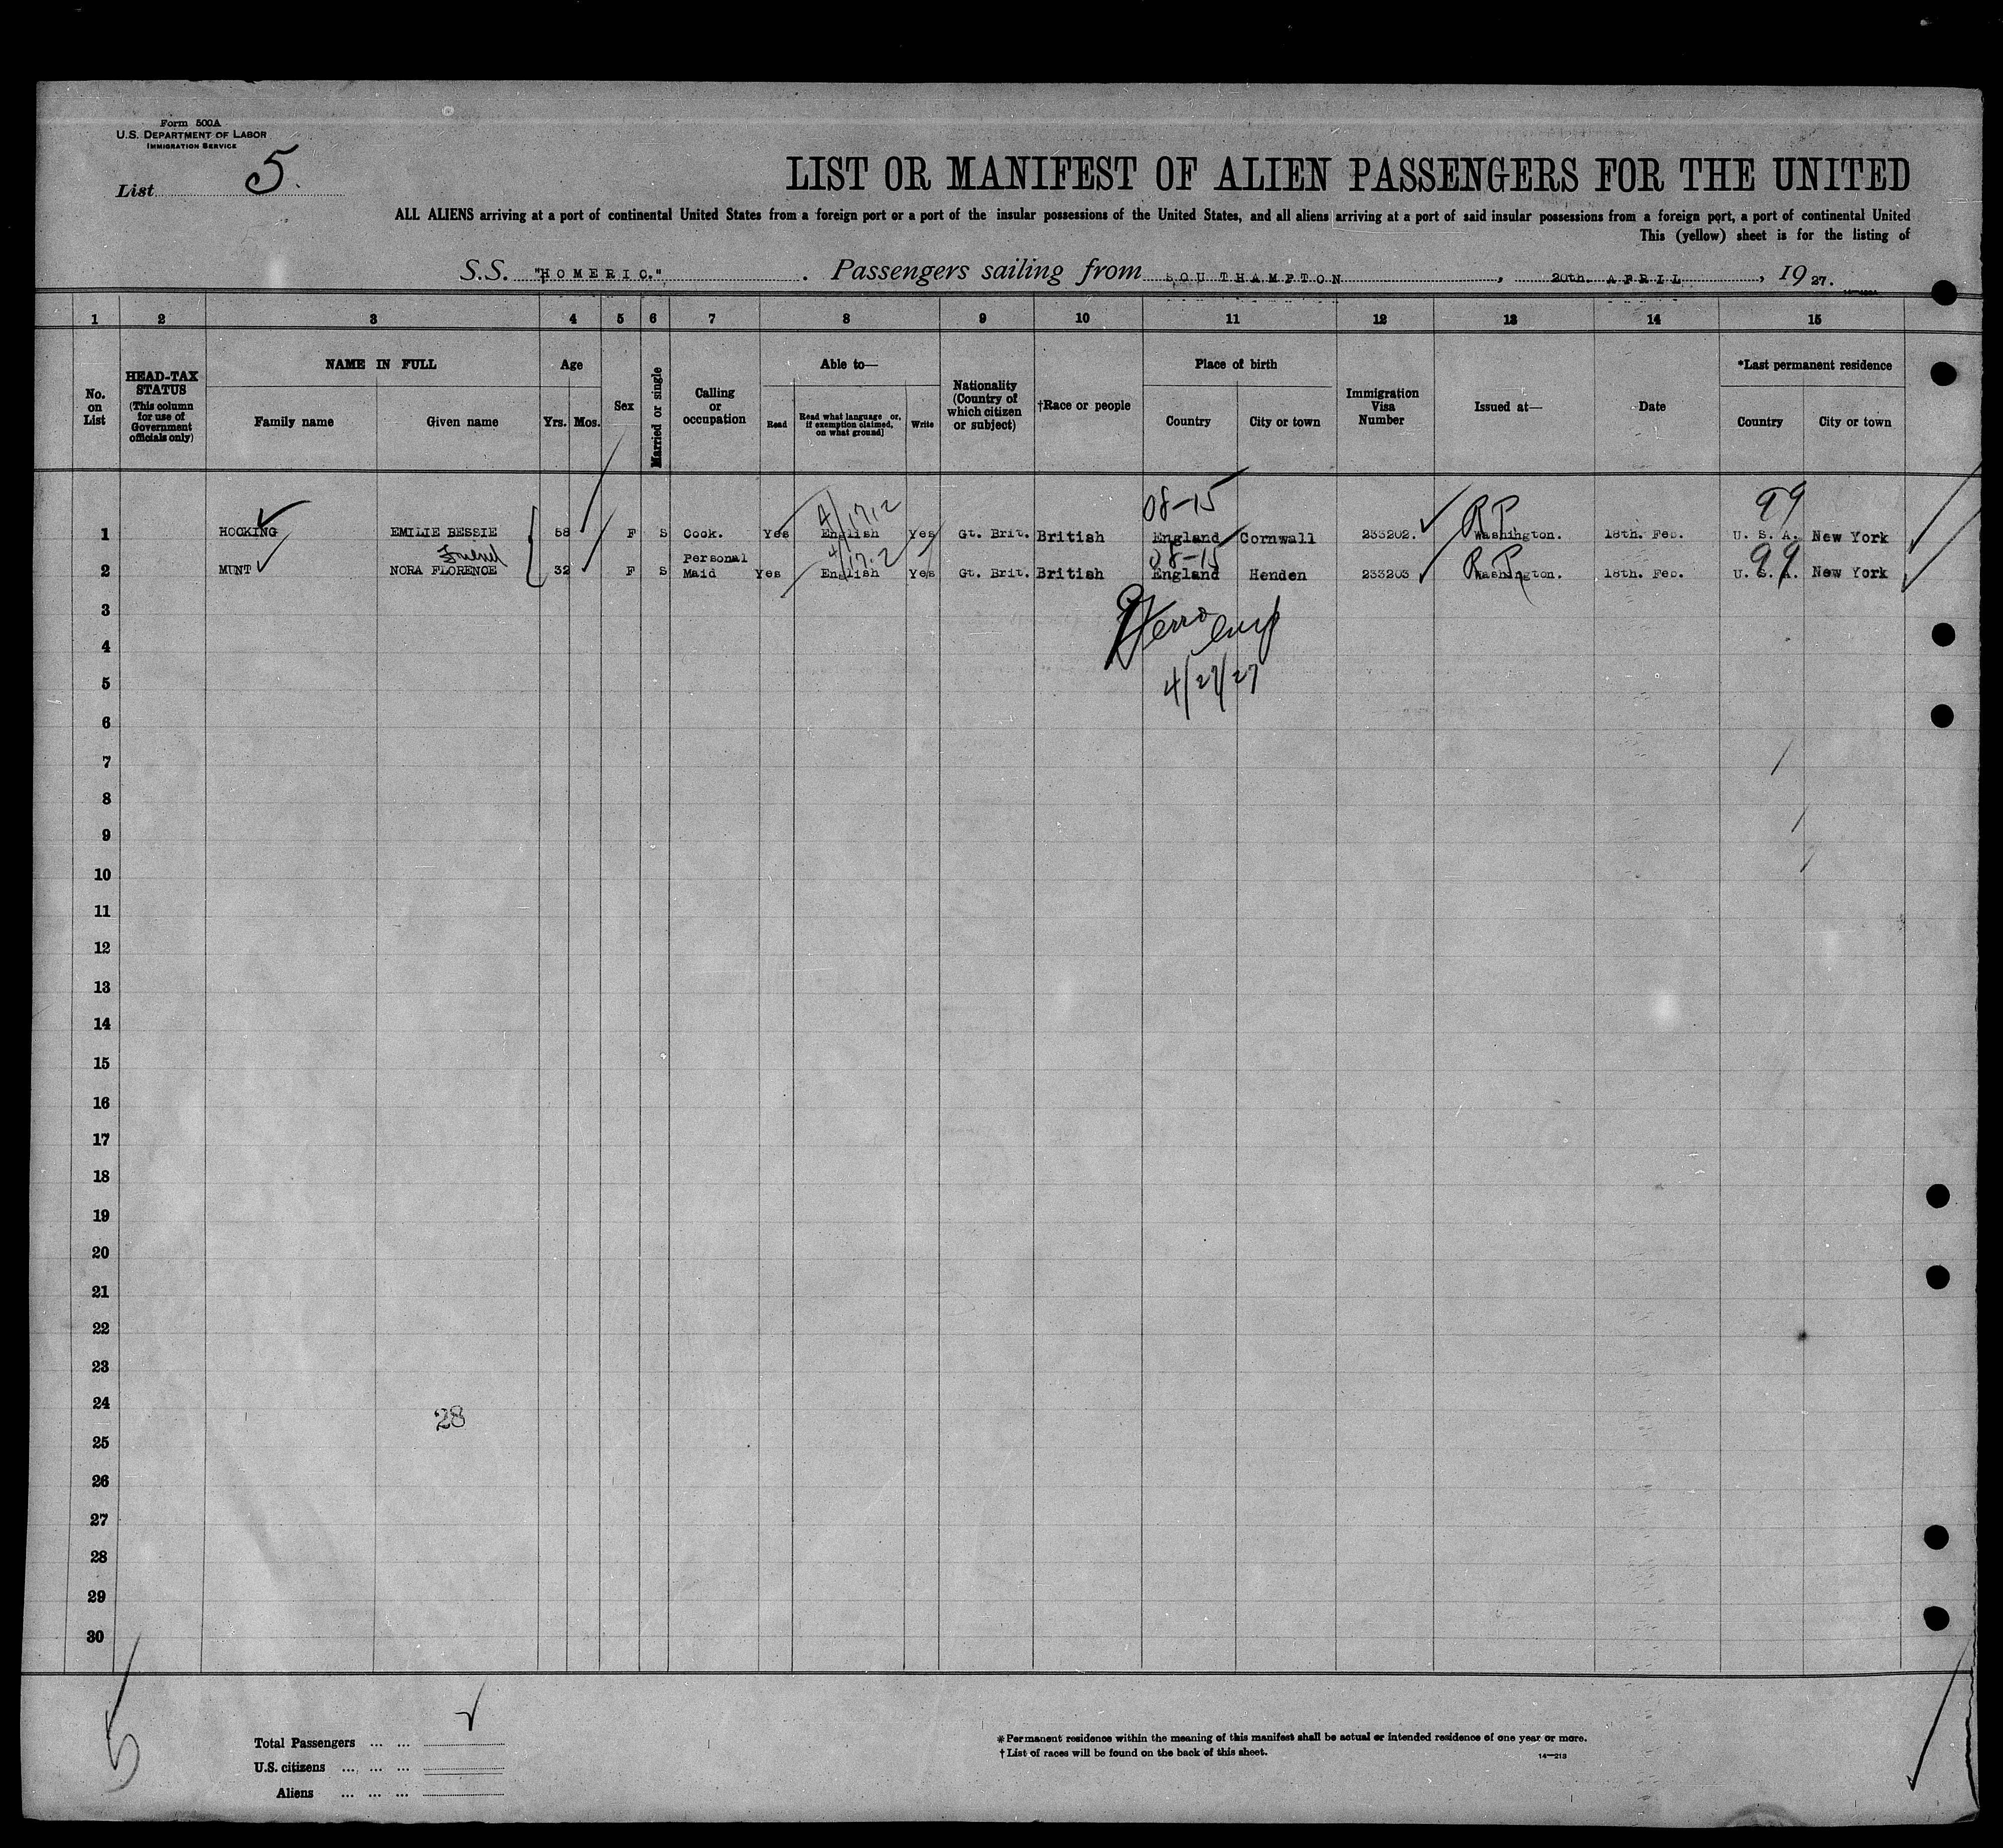 Form 500A
U.S. DEPARTMENT OF LABOR
IMMIGRATION SERVICE
List 5.
LIST OR MANIFEST OF ALIEN PASSENGERS FOR THE UNITED
ALL ALIENS arriving at a port of continental United States from a foreign port or a port of the insular possessions of the United States, and all aliens arriving at a port of said insular possessions from a foreign port, a port of continental United
This (yellow) sheet is for the listing of
S.S. "HOMERIC." Passengers sailing from SOUTHAMPTON, 20th. APRIL, 1927.
1 2 3 4 5 6 7 8 9 10 11 12 13 14 15
No. on List
HEAD-TAX STATUS (This column for use of Government officials only)
NAME IN FULL
Family name Given name
Age
Yrs. Mos.
Sex
Married or single
Calling or occupation
Able to—
Read
Read what language or, if exemption claimed, on what ground]
Write
Nationality (Country of which citizen or subject)
†Race or people
Place of birth
Country City or town
Immigration Visa Number
Issued at—
Date
*Last permanent residence
Country City or town
4/1712 08-15 RP 99
1 HOCKING EMILIE BESSIE 58 F S Cook. Yes English Yes Gt. Brit. British England Cornwall 233202. Washington. 18th. Feb. U. S. A. New York
4/17.2 08-15 RP 99
2 MUNT NORA FLORENCE 32 F S Personal Maid Yes English Yes Gt. Brit. British England Henden 233203 Washington. 18th. Feb. U. S. A. New York
3
4
4/27/27
5
6
7
8
9
10
11
12
13
14
15
16
17
18
19
20
21
22
23
24
28
25
26
27
28
29
30
5
Total Passengers ... ...
U.S. citizens ... ... ...
Aliens ... ... ...
*Permanent residence within the meaning of this manifest shall be actual or intended residence of one year or more.
†List of races will be found on the back of this sheet.
14—213